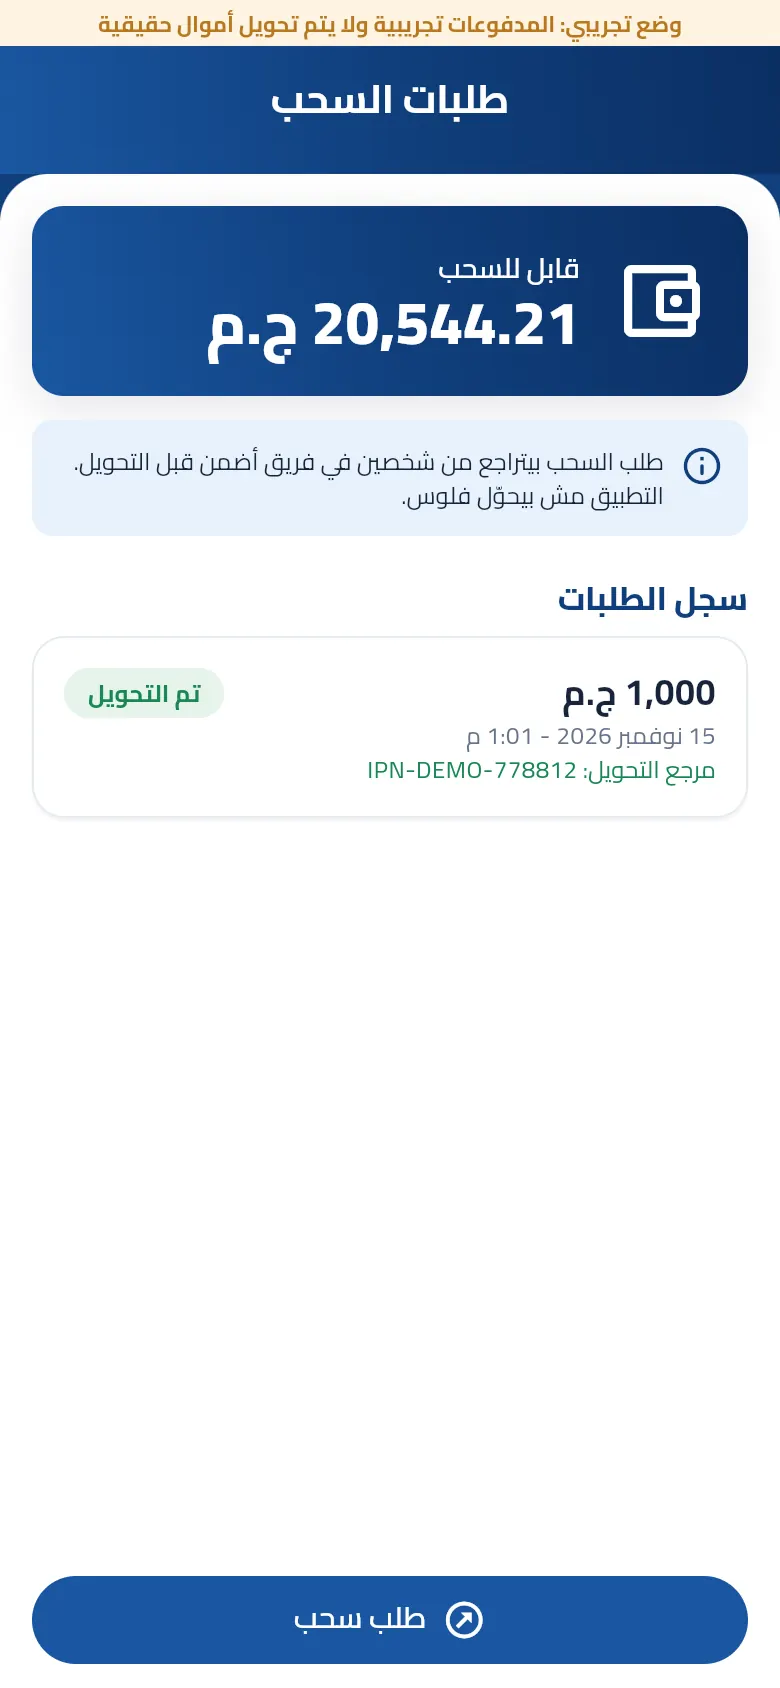 وضع تجريبي: المدفوعات تجريبية ولا يتم تحويل أموال حقيقية
طلبات السحب
قابل للسحب
20,544.21 ج.م
طلب السحب بيتراجع من شخصين في فريق أضمن قبل التحويل.
التطبيق مش بيحوّل فلوس.
سجل الطلبات
1,000 ج.م
تم التحويل
15 نوفمبر 2026 - 1:01 م
مرجع التحويل: IPN-DEMO-778812
طلب سحب